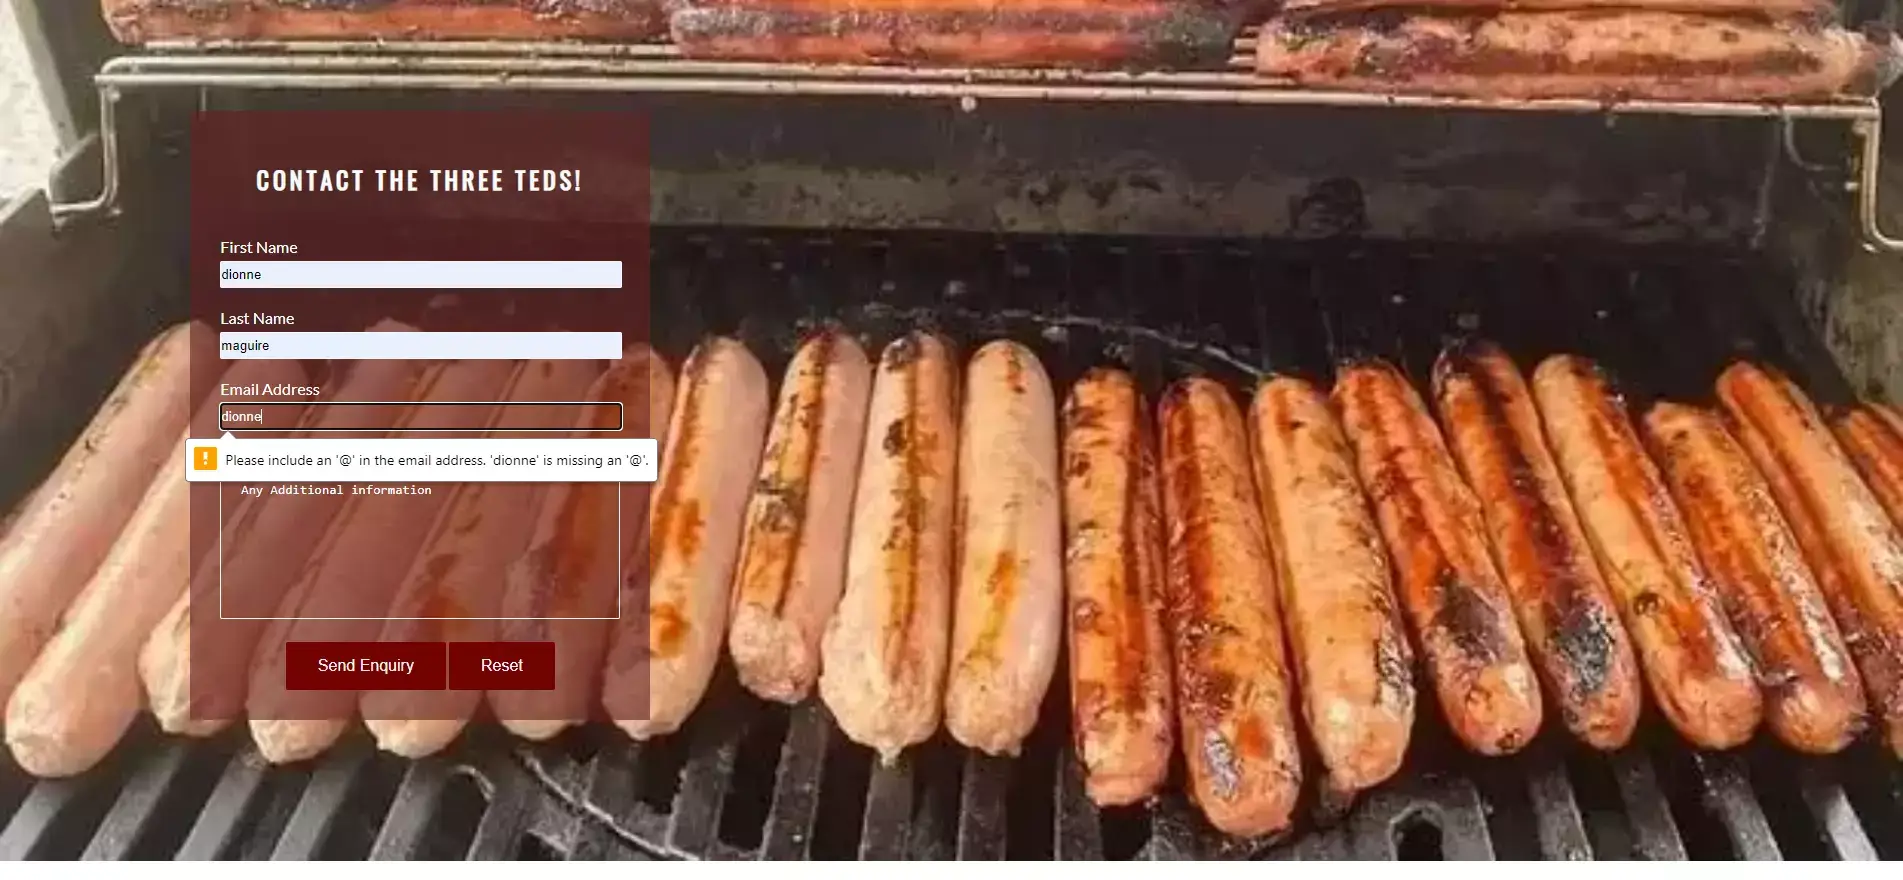 CONTACT THE THREE TEDS!
First Name
dionne
Last Name
maguire
Email Address
dionne
Please include an '@' in the email address. 'dionne' is missing an '@'.
Any Additional information
Send Enquiry
Reset